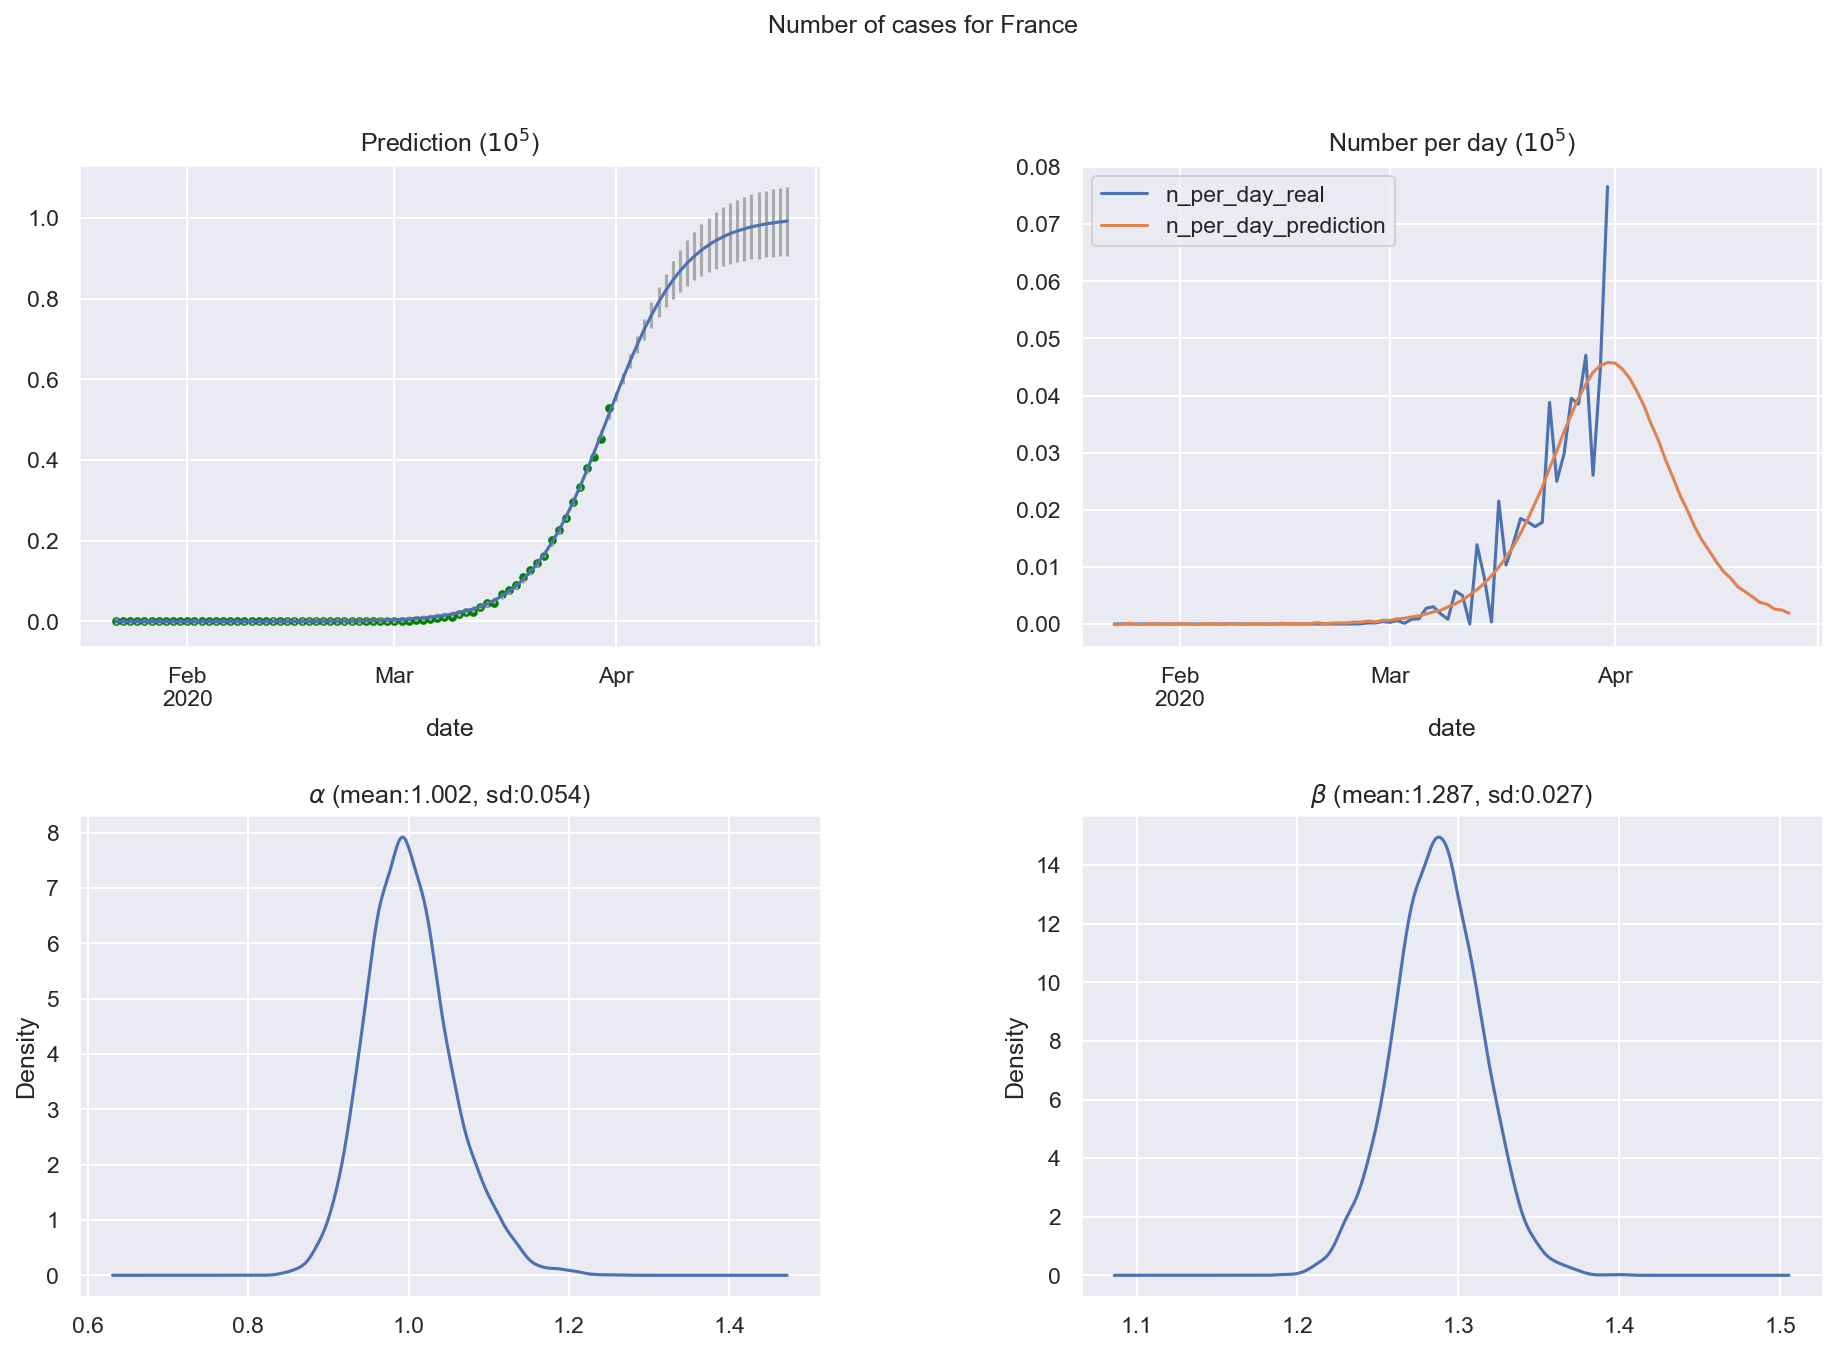 Number of cases for France
Prediction (10^5)
1.0
0.8
0.6
0.4
0.2
0.0
Feb
2020
Mar
Apr
date
Number per day (10^5)
n_per_day_real
n_per_day_prediction
0.08
0.07
0.06
0.05
0.04
0.03
0.02
0.01
0.00
Feb
2020
Mar
Apr
date
α (mean:1.002, sd:0.054)
Density
8
7
6
5
4
3
2
1
0
0.6
0.8
1.0
1.2
1.4
β (mean:1.287, sd:0.027)
Density
14
12
10
8
6
4
2
0
1.1
1.2
1.3
1.4
1.5